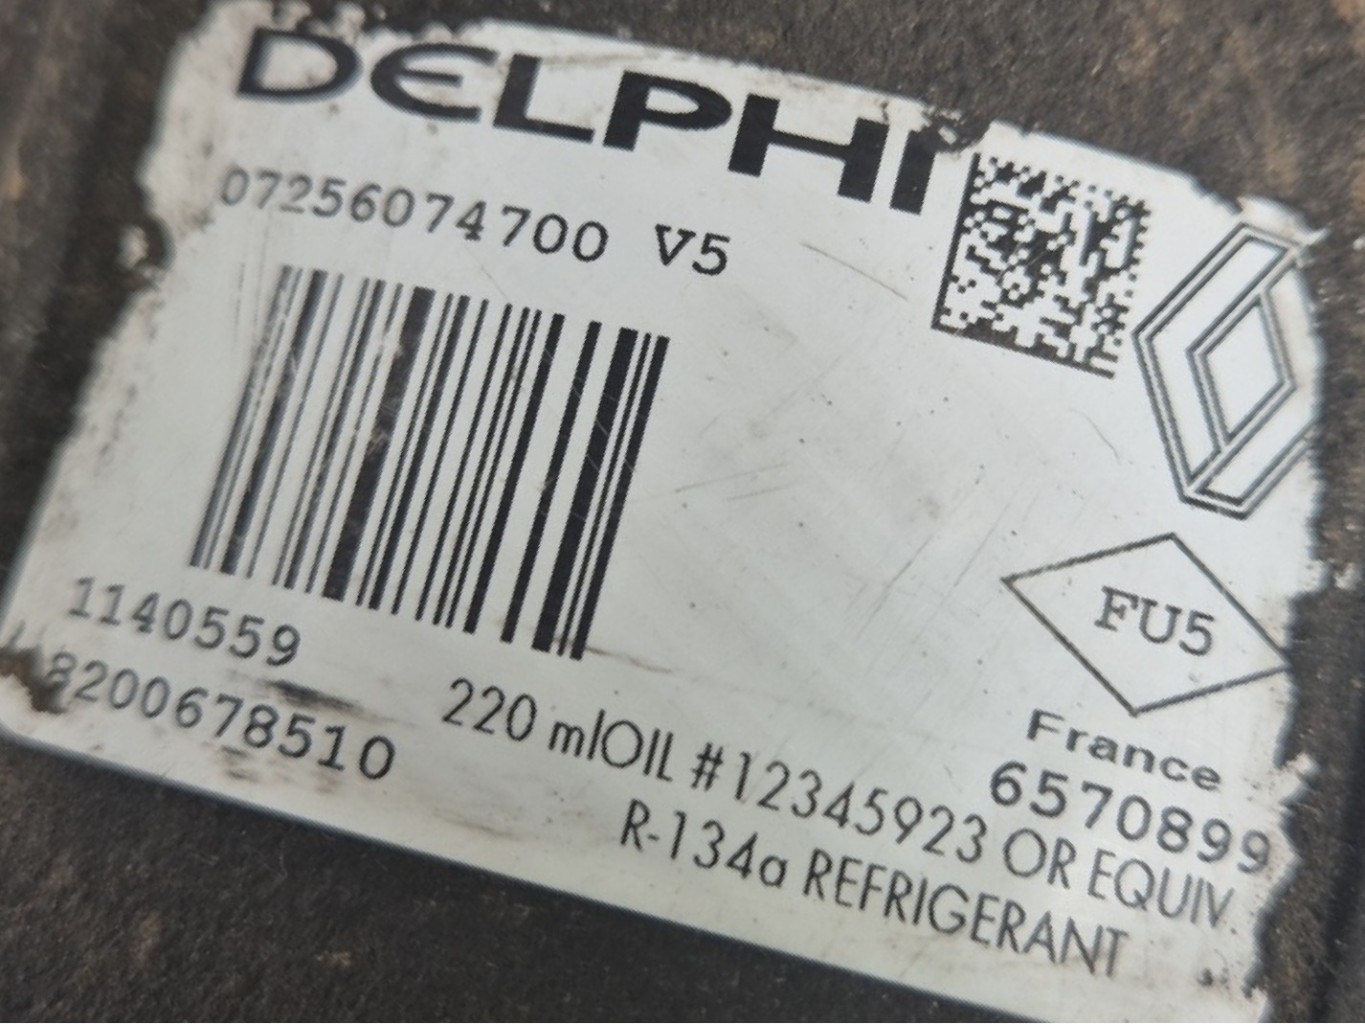 DELPHI
07256074700 V5
FU5
1140559
8200678510
France
6570899
220 mlOIL #12345923 OR EQUIV.
R-134a REFRIGERANT